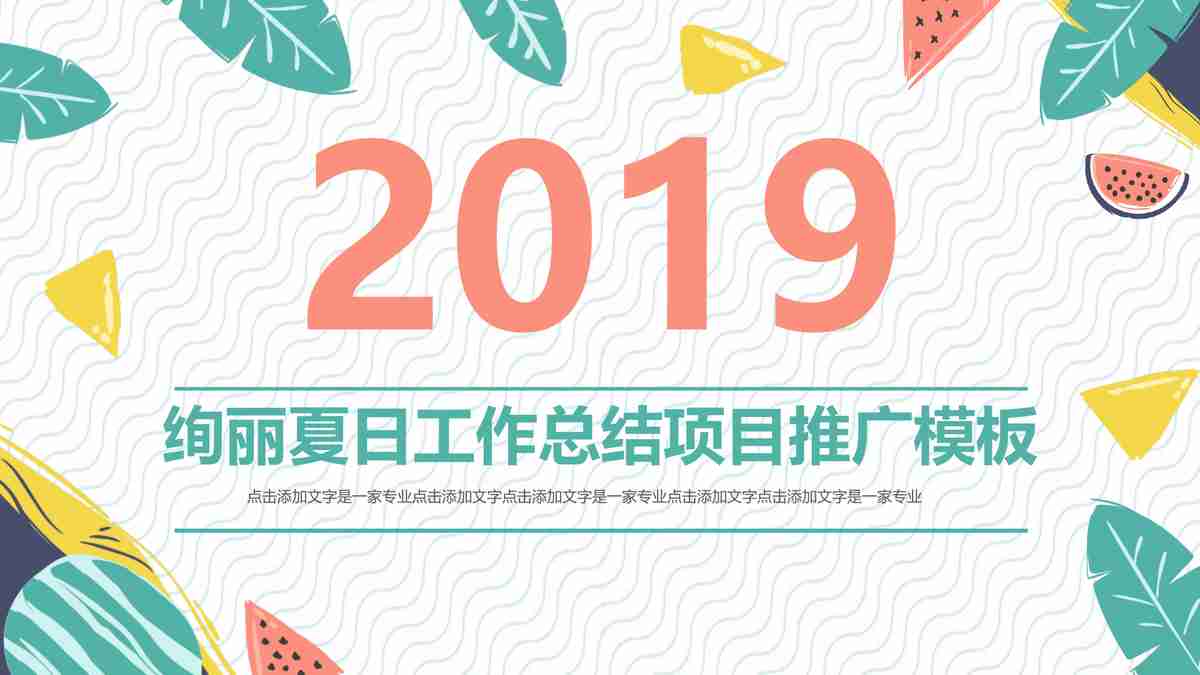 2019
绚丽夏日工作总结项目推广模板
点击添加文字是一家专业点击添加文字点击添加文字是一家专业点击添加文字点击添加文字是一家专业